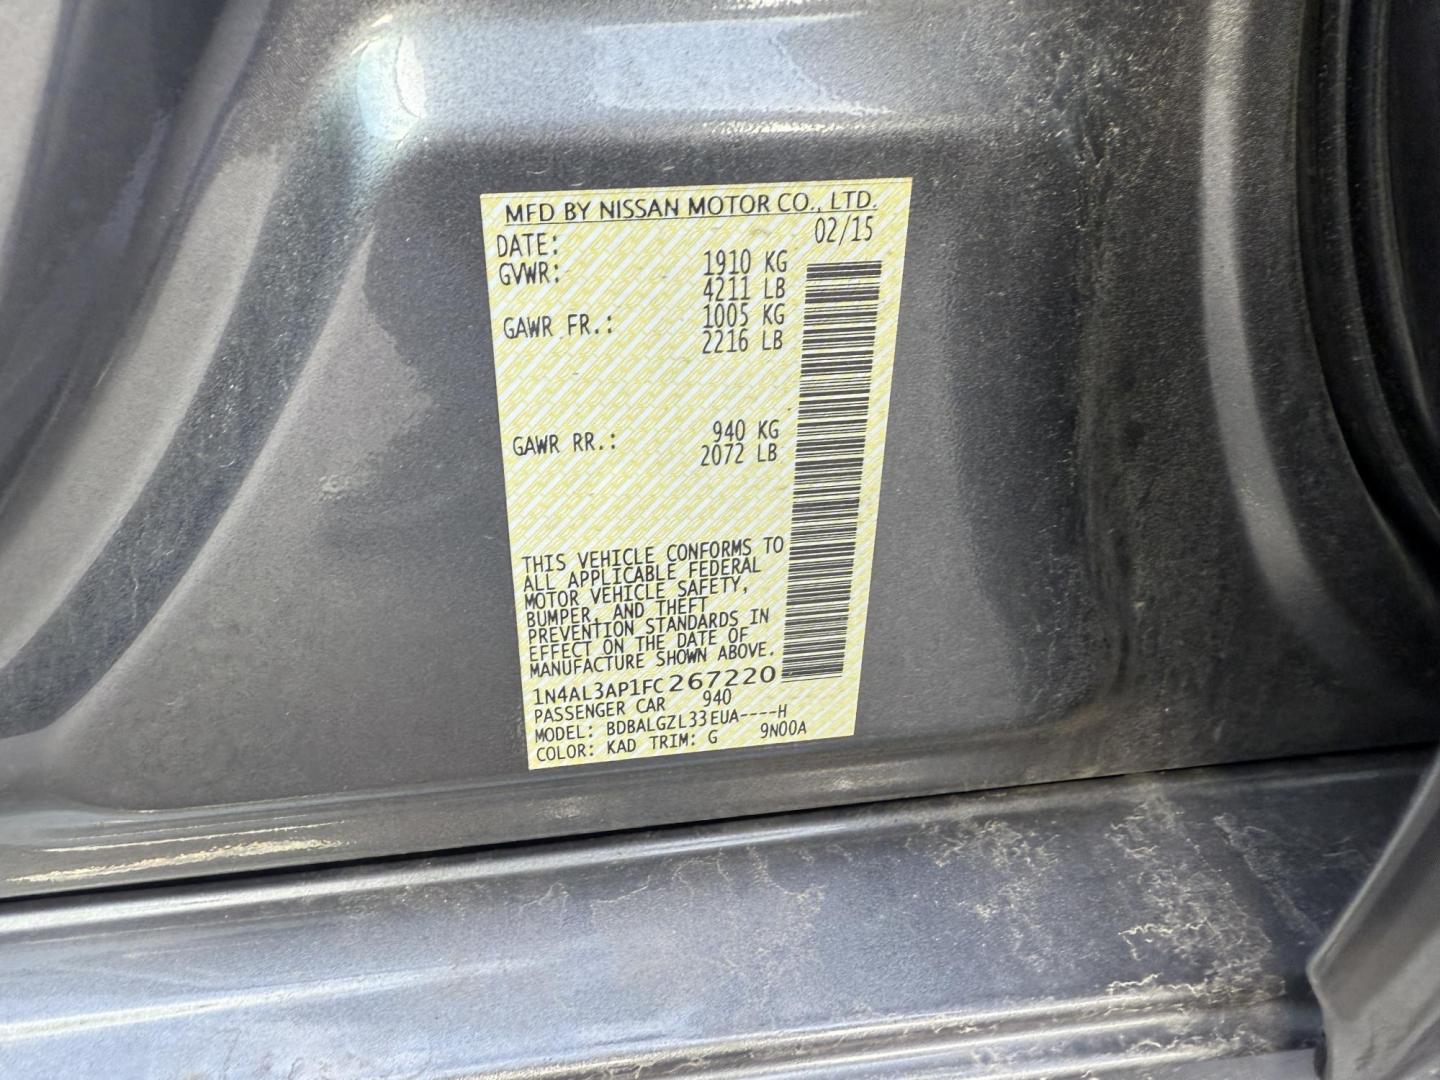 MFD BY NISSAN MOTOR CO., LTD.
DATE: 02/15
GVWR: 1910 KG
4211 LB
GAWR FR.: 1005 KG
2216 LB
GAWR RR.: 940 KG
2072 LB
THIS VEHICLE CONFORMS TO
ALL APPLICABLE FEDERAL
MOTOR VEHICLE SAFETY,
BUMPER, AND THEFT
PREVENTION STANDARDS IN
EFFECT ON THE DATE OF
MANUFACTURE SHOWN ABOVE.
1N4AL3AP1FC267220
PASSENGER CAR 940
MODEL: BDBALGZL33EUA----H
COLOR: KAD TRIM: G 9N00A